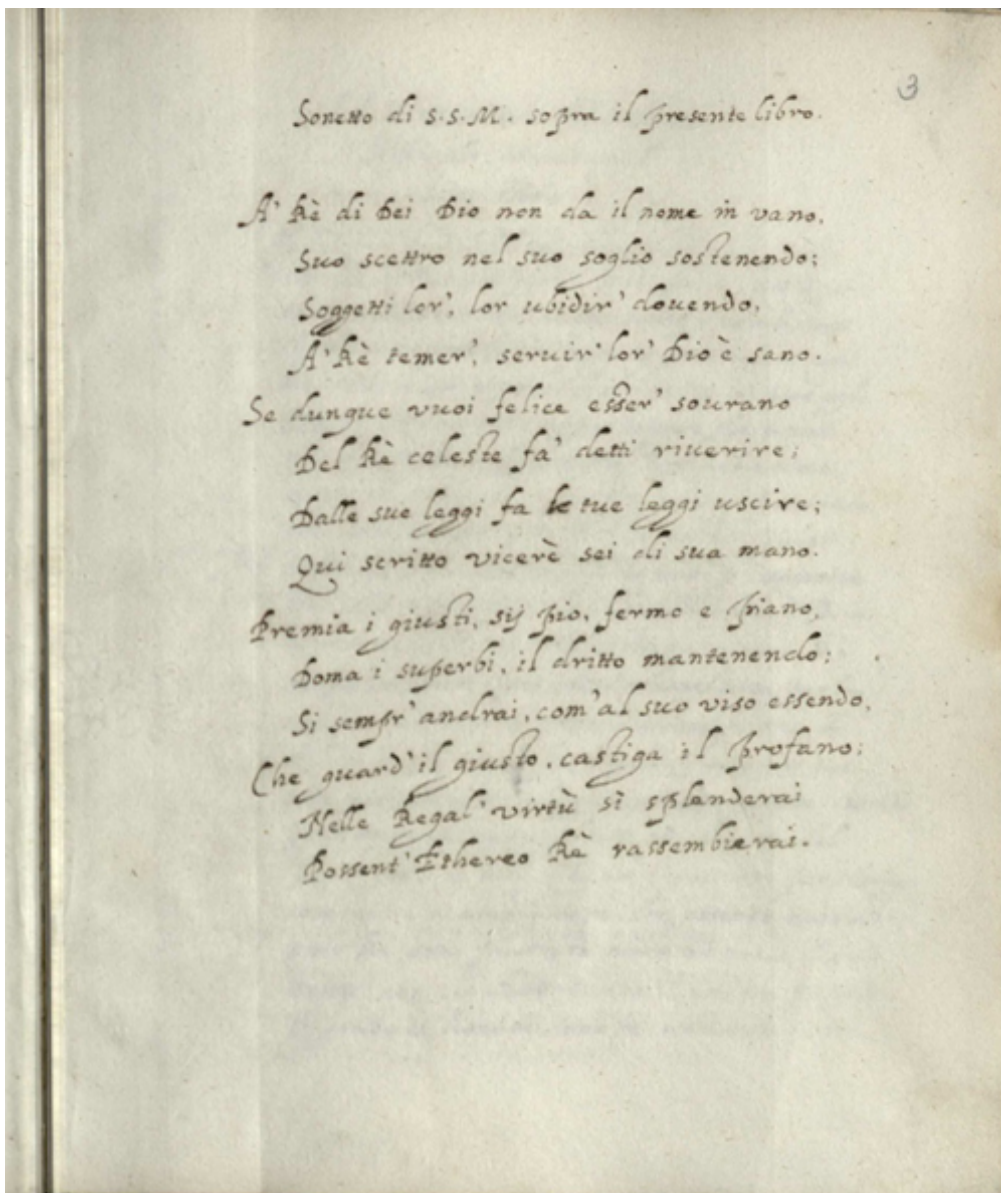 3
Sonetto di S. S. M. sopra il presente libro.
A' Rè di Dei Dio non da il nome in vano,
Suo scettro nel suo soglio sostenendo;
Soggetti lor', lor ubidir' douendo,
A' Rè temer', seruir' lor' Dio è sano.
Se dunque vuoi felice esser' sourano
Del Rè celeste fa' detti riuerire;
Dalle sue leggi fa le tue leggi uscire;
Qui scritto vicerè sei di sua mano.
Premia i giusti, sij pio, fermo e piano,
Doma i superbi, il dritto mantenendo;
Si sempr' andrai, com' al suo viso essendo,
Che guard' il giusto, castiga il profano;
Nelle Regal' virtù sì splenderai
Possent' Ethereo Rè rassembierai.